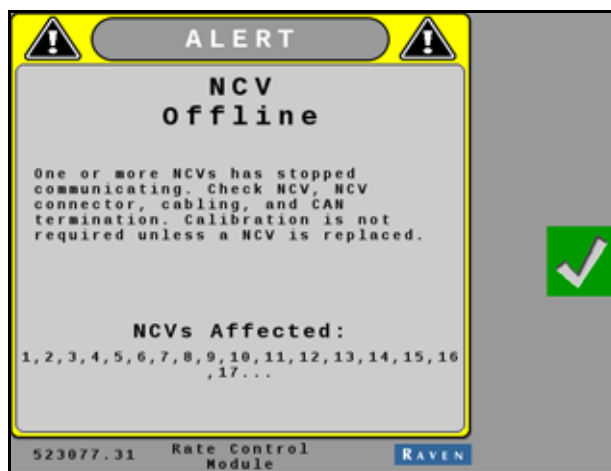 ALERT
NCV
Offline
One or more NCVs has stopped
communicating. Check NCV, NCV
connector, cabling, and CAN
termination. Calibration is not
required unless a NCV is replaced.
NCVs Affected:
1,2,3,4,5,6,7,8,9,10,11,12,13,14,15,16
,17...
523077.31
Rate Control
Module
RAVEN